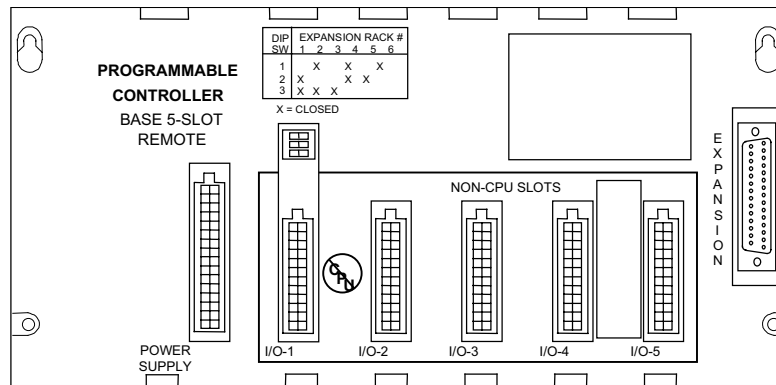 DIP SW EXPANSION RACK #
1 2 3 4 5 6
1 X X X
2 X X X
3 X X X
X = CLOSED
PROGRAMMABLE
CONTROLLER
BASE 5-SLOT
REMOTE
EXPANSION
NON-CPU SLOTS
CPU
I/O-1
I/O-2
I/O-3
I/O-4
I/O-5
POWER
SUPPLY